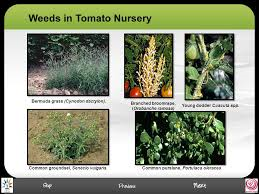 Weeds in Tomato Nursery
Bermuda grass (Cynodon dactylon).
Branched broomrape,
(Orobanche ramosa)
Young dodder Cuscuta spp.
Common groundsel, Senecio vulgaris
Common purslane, Portulaca oleracea
Skip
Previous
Next